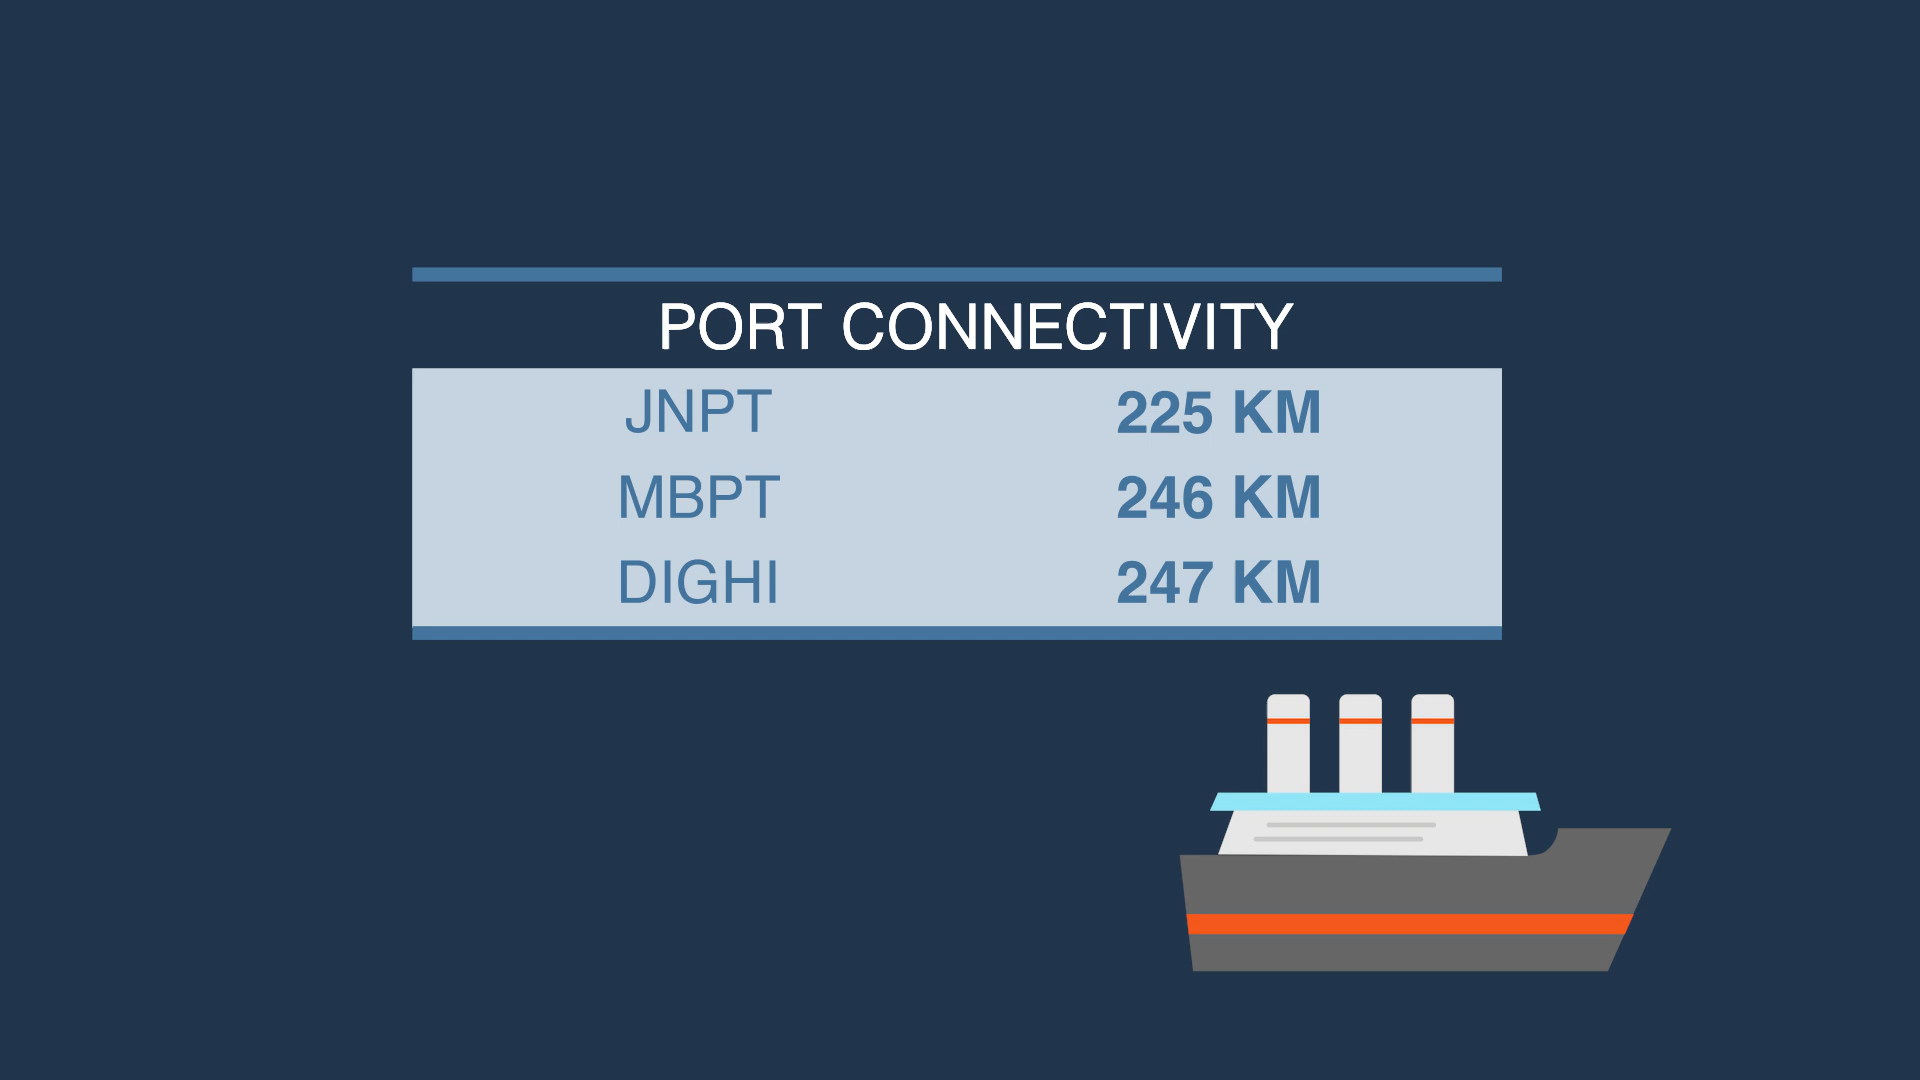 PORT CONNECTIVITY
JNPT 225 KM
MBPT 246 KM
DIGHI 247 KM